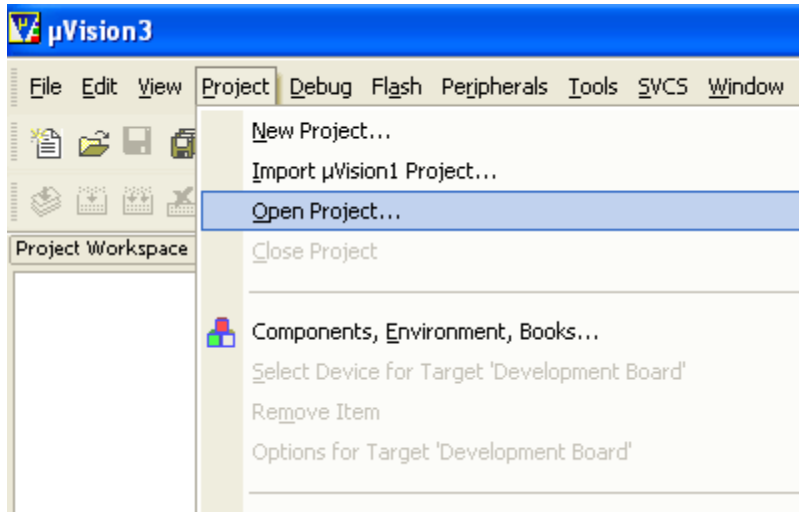 µVision3
File Edit View Project Debug Flash Peripherals Tools SVCS Window
New Project...
Import µVision1 Project...
Open Project...
Project Workspace
Close Project
Components, Environment, Books...
Select Device for Target 'Development Board'
Remove Item
Options for Target 'Development Board'